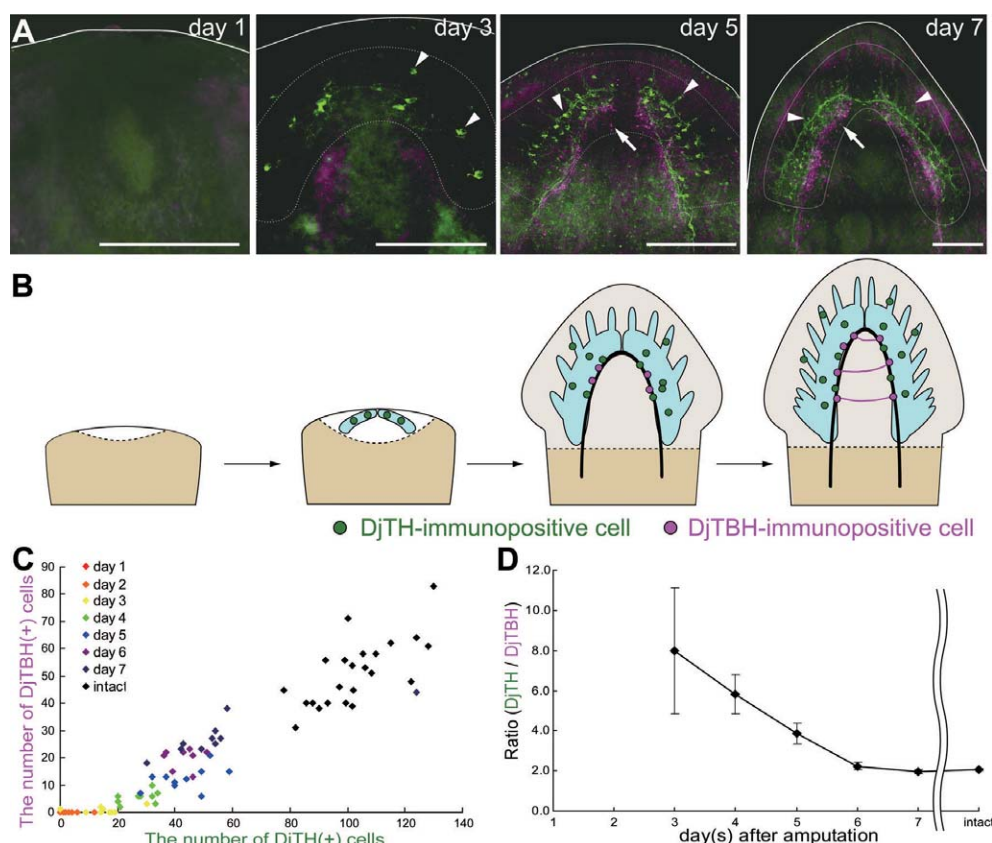 A
day 1
day 3
day 5
day 7
B
DjTH-immunopositive cell
DjTBH-immunopositive cell
C
The number of DjTBH(+) cells
90
80
70
60
50
40
30
20
10
0
day 1
day 2
day 3
day 4
day 5
day 6
day 7
intact
0 20 40 60 80 100 120 140
The number of DjTH(+) cells
D
Ratio (DjTH / DjTBH)
12.0
10.0
8.0
6.0
4.0
2.0
0.0
1 2 3 4 5 6 7 intact
day(s) after amputation